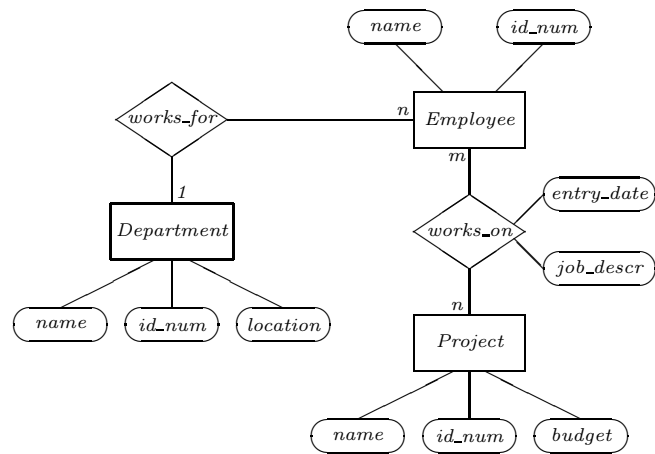 name
id_num
works_for
n
Employee
m
1
entry_date
Department
works_on
job_descr
n
name
id_num
location
Project
name
id_num
budget